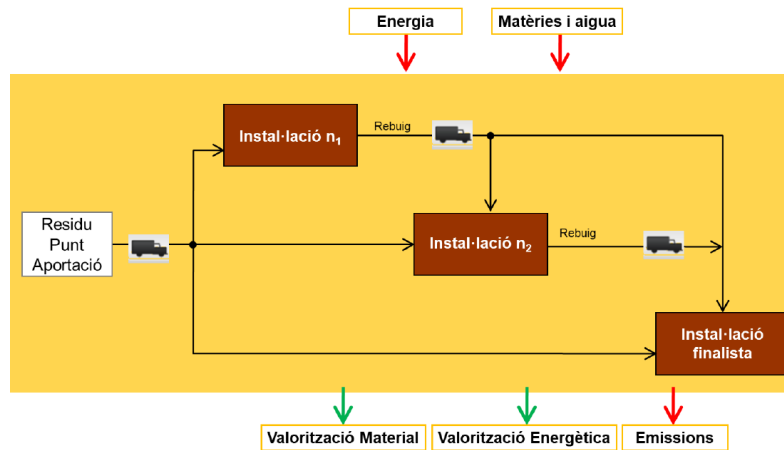 Energia
Matèries i aigua
Instal·lació n1
Rebuig
Residu
Punt
Aportació
Instal·lació n2
Rebuig
Instal·lació
finalista
Valorització Material
Valorització Energètica
Emissions